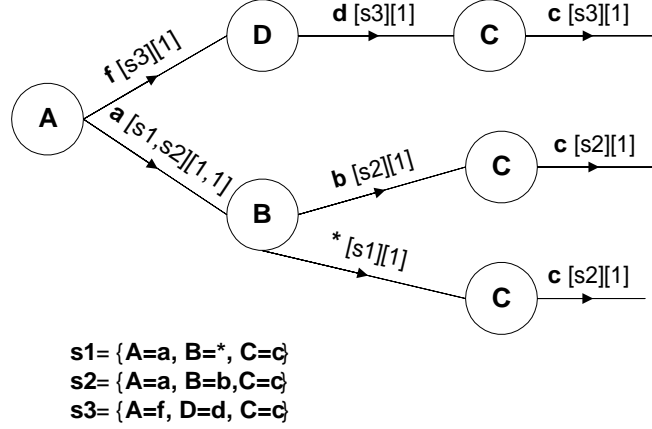 d [s3][1]
c [s3][1]
D
C
f [s3][1]
A
a [s1,s2][1,1]
c [s2][1]
b [s2][1]
C
B
* [s1][1]
C
c [s2][1]
s1= {A=a, B=*, C=c}
s2= {A=a, B=b,C=c}
s3= {A=f, D=d, C=c}